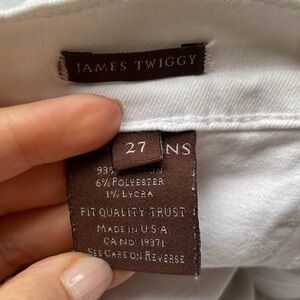 JAMES TWIGGY
27
NS
93%
6% POLYESTER
1% LYCRA
FIT QUALITY TRUST
MADE IN U.S.A.
CA NO. 19371
SEE CARE ON REVERSE